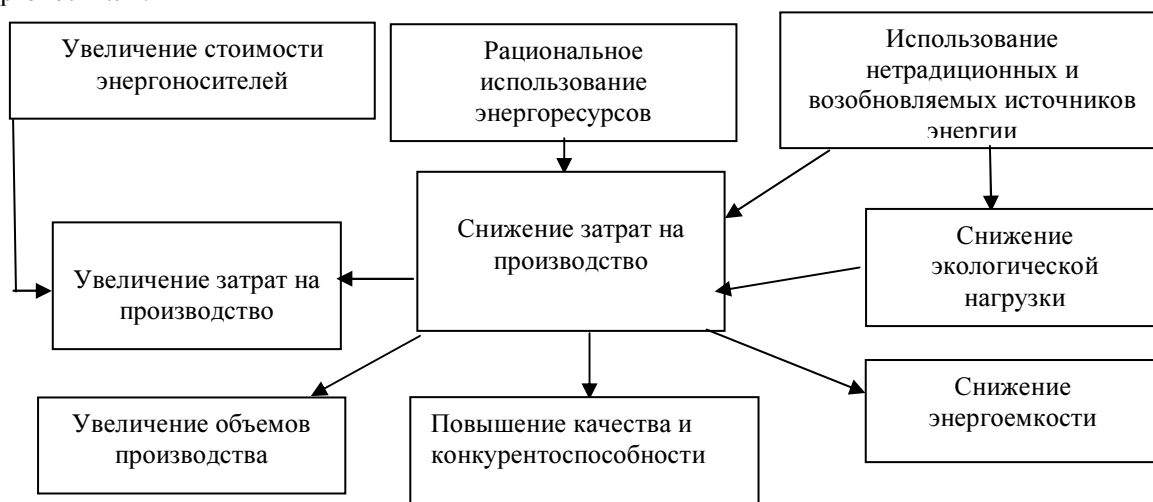 Увеличение стоимости
энергоносителей
Рациональное
использование
энергоресурсов
Использование
нетрадиционных и
возобновляемых источников
энергии
Увеличение затрат на
производство
Снижение затрат на
производство
Снижение
экологической
нагрузки
Увеличение объемов
производства
Повышение качества и
конкурентоспособности
Снижение
энергоемкости